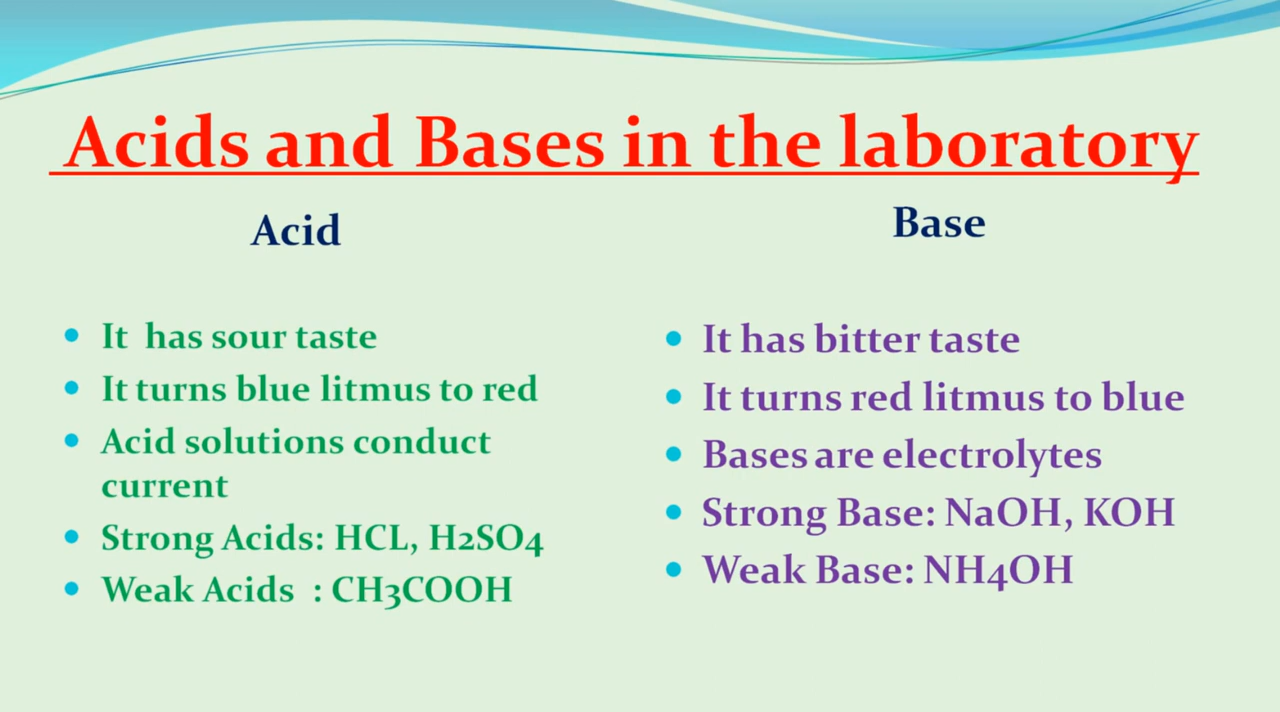 Acids and Bases in the laboratory
Acid
It has sour taste
It turns blue litmus to red
Acid solutions conduct
current
Strong Acids: HCL, H2SO4
Weak Acids : CH3COOH
Base
It has bitter taste
It turns red litmus to blue
Bases are electrolytes
Strong Base: NaOH, KOH
Weak Base: NH4OH